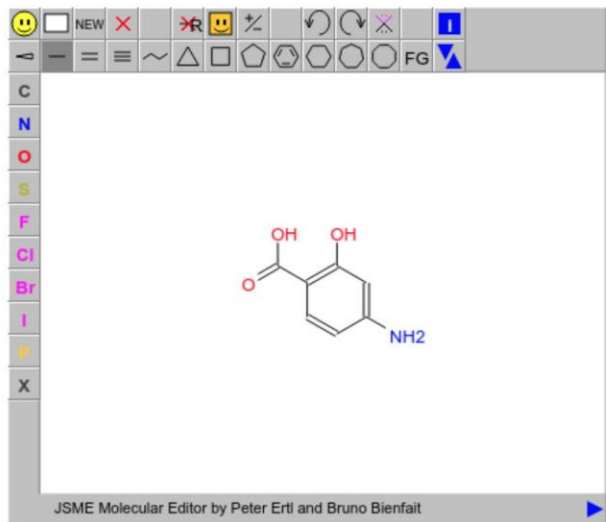 NEW R
FG
C
N
O
S
F
Cl
Br
I
P
X
OH OH
O
NH2
JSME Molecular Editor by Peter Ertl and Bruno Bienfait